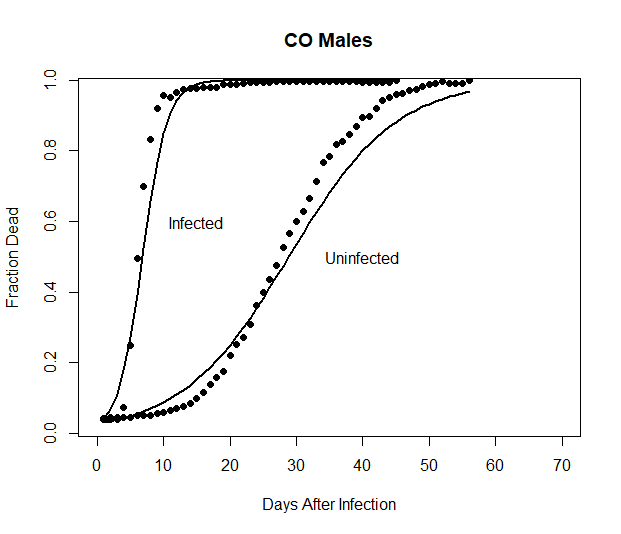 CO Males
1.0
0.8
0.6
0.4
0.2
0.0
Fraction Dead
Infected
Uninfected
0 10 20 30 40 50 60 70
Days After Infection